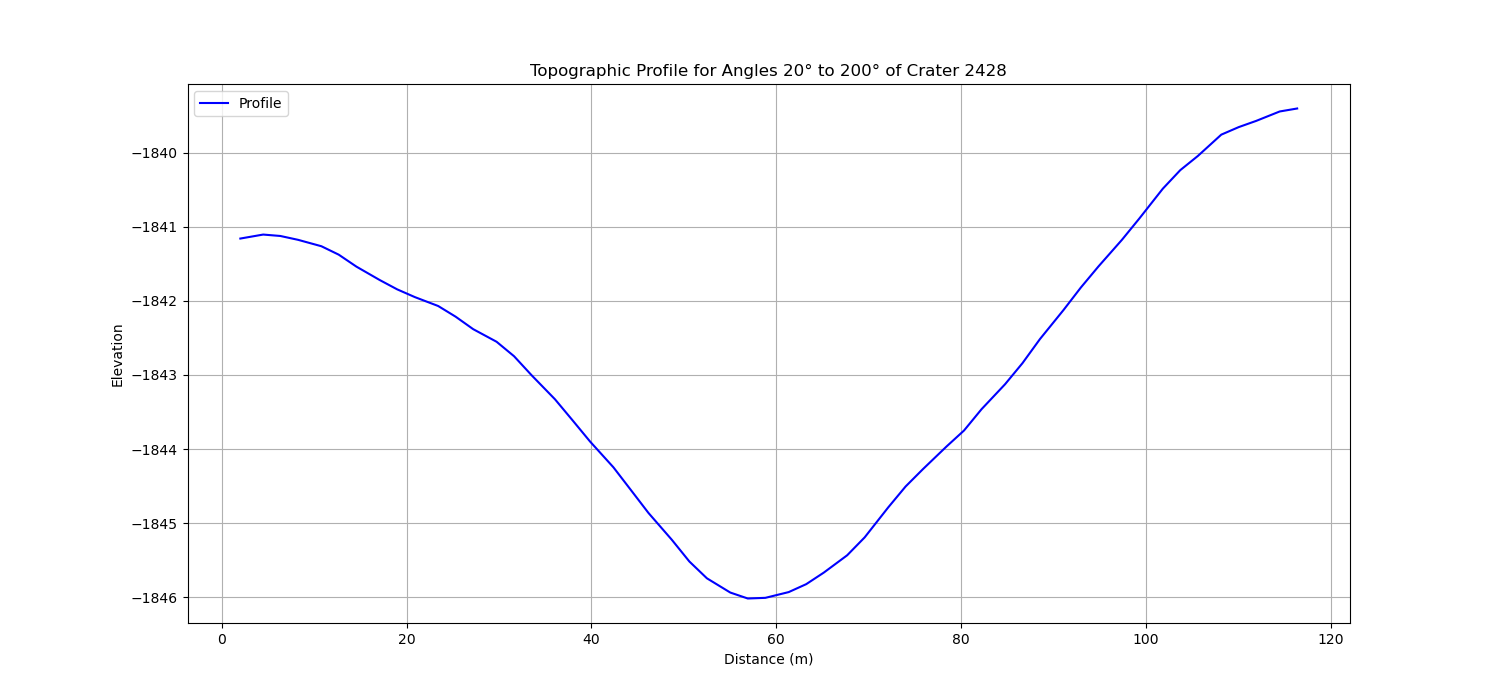 Topographic Profile for Angles 20° to 200° of Crater 2428
Profile
−1840
−1841
−1842
−1843
−1844
−1845
−1846
Elevation
0 20 40 60 80 100 120
Distance (m)